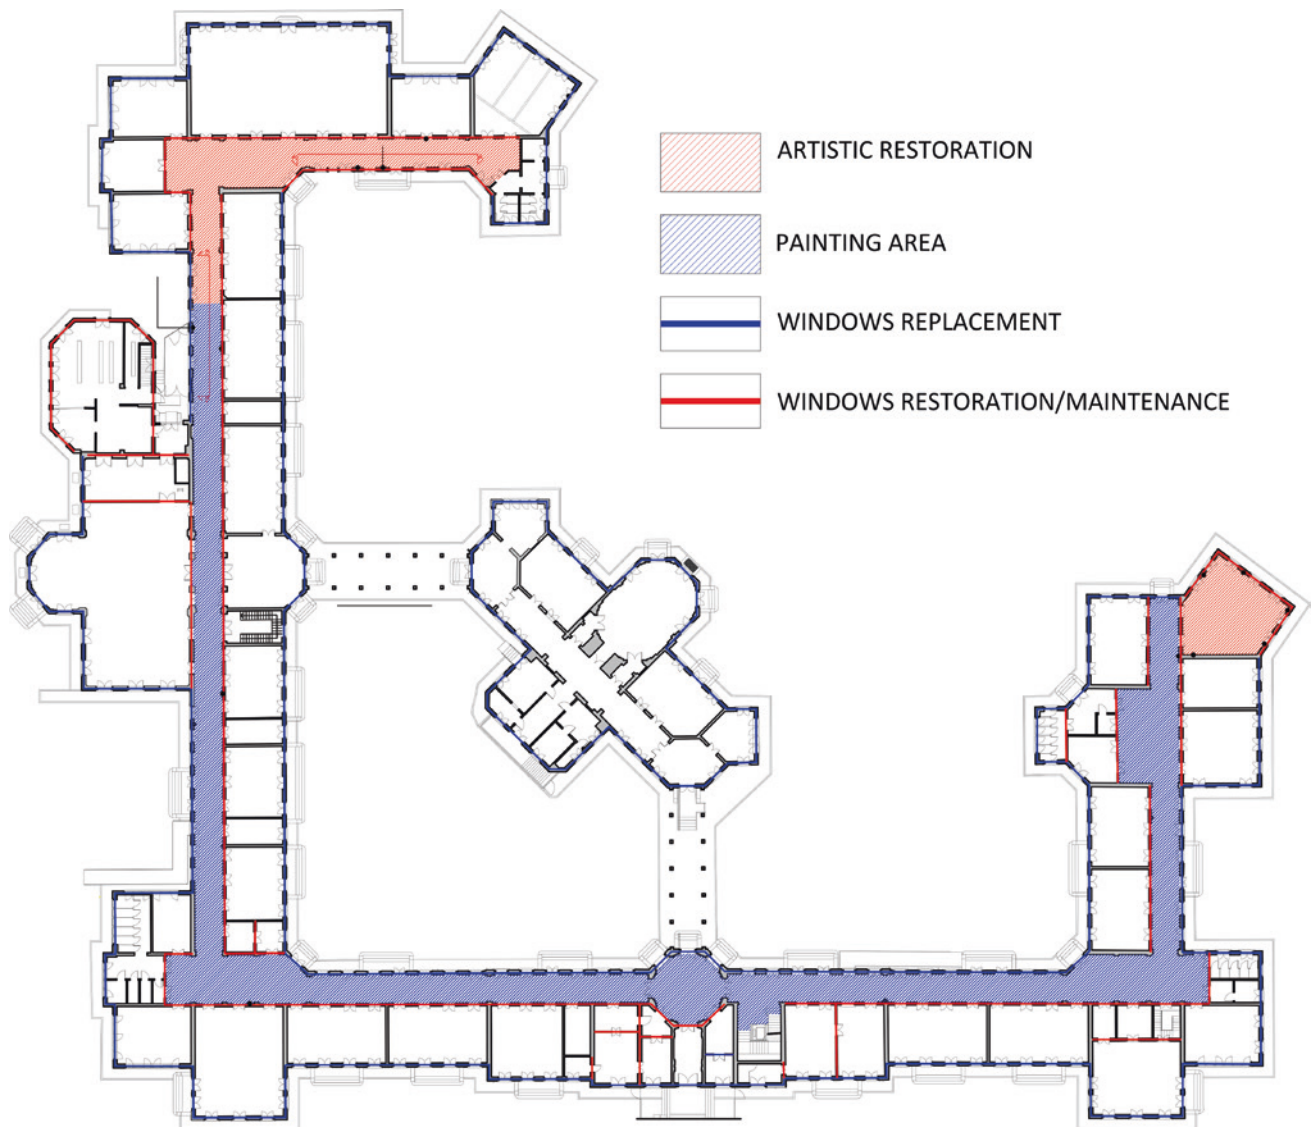 ARTISTIC RESTORATION
PAINTING AREA
WINDOWS REPLACEMENT
WINDOWS RESTORATION/MAINTENANCE